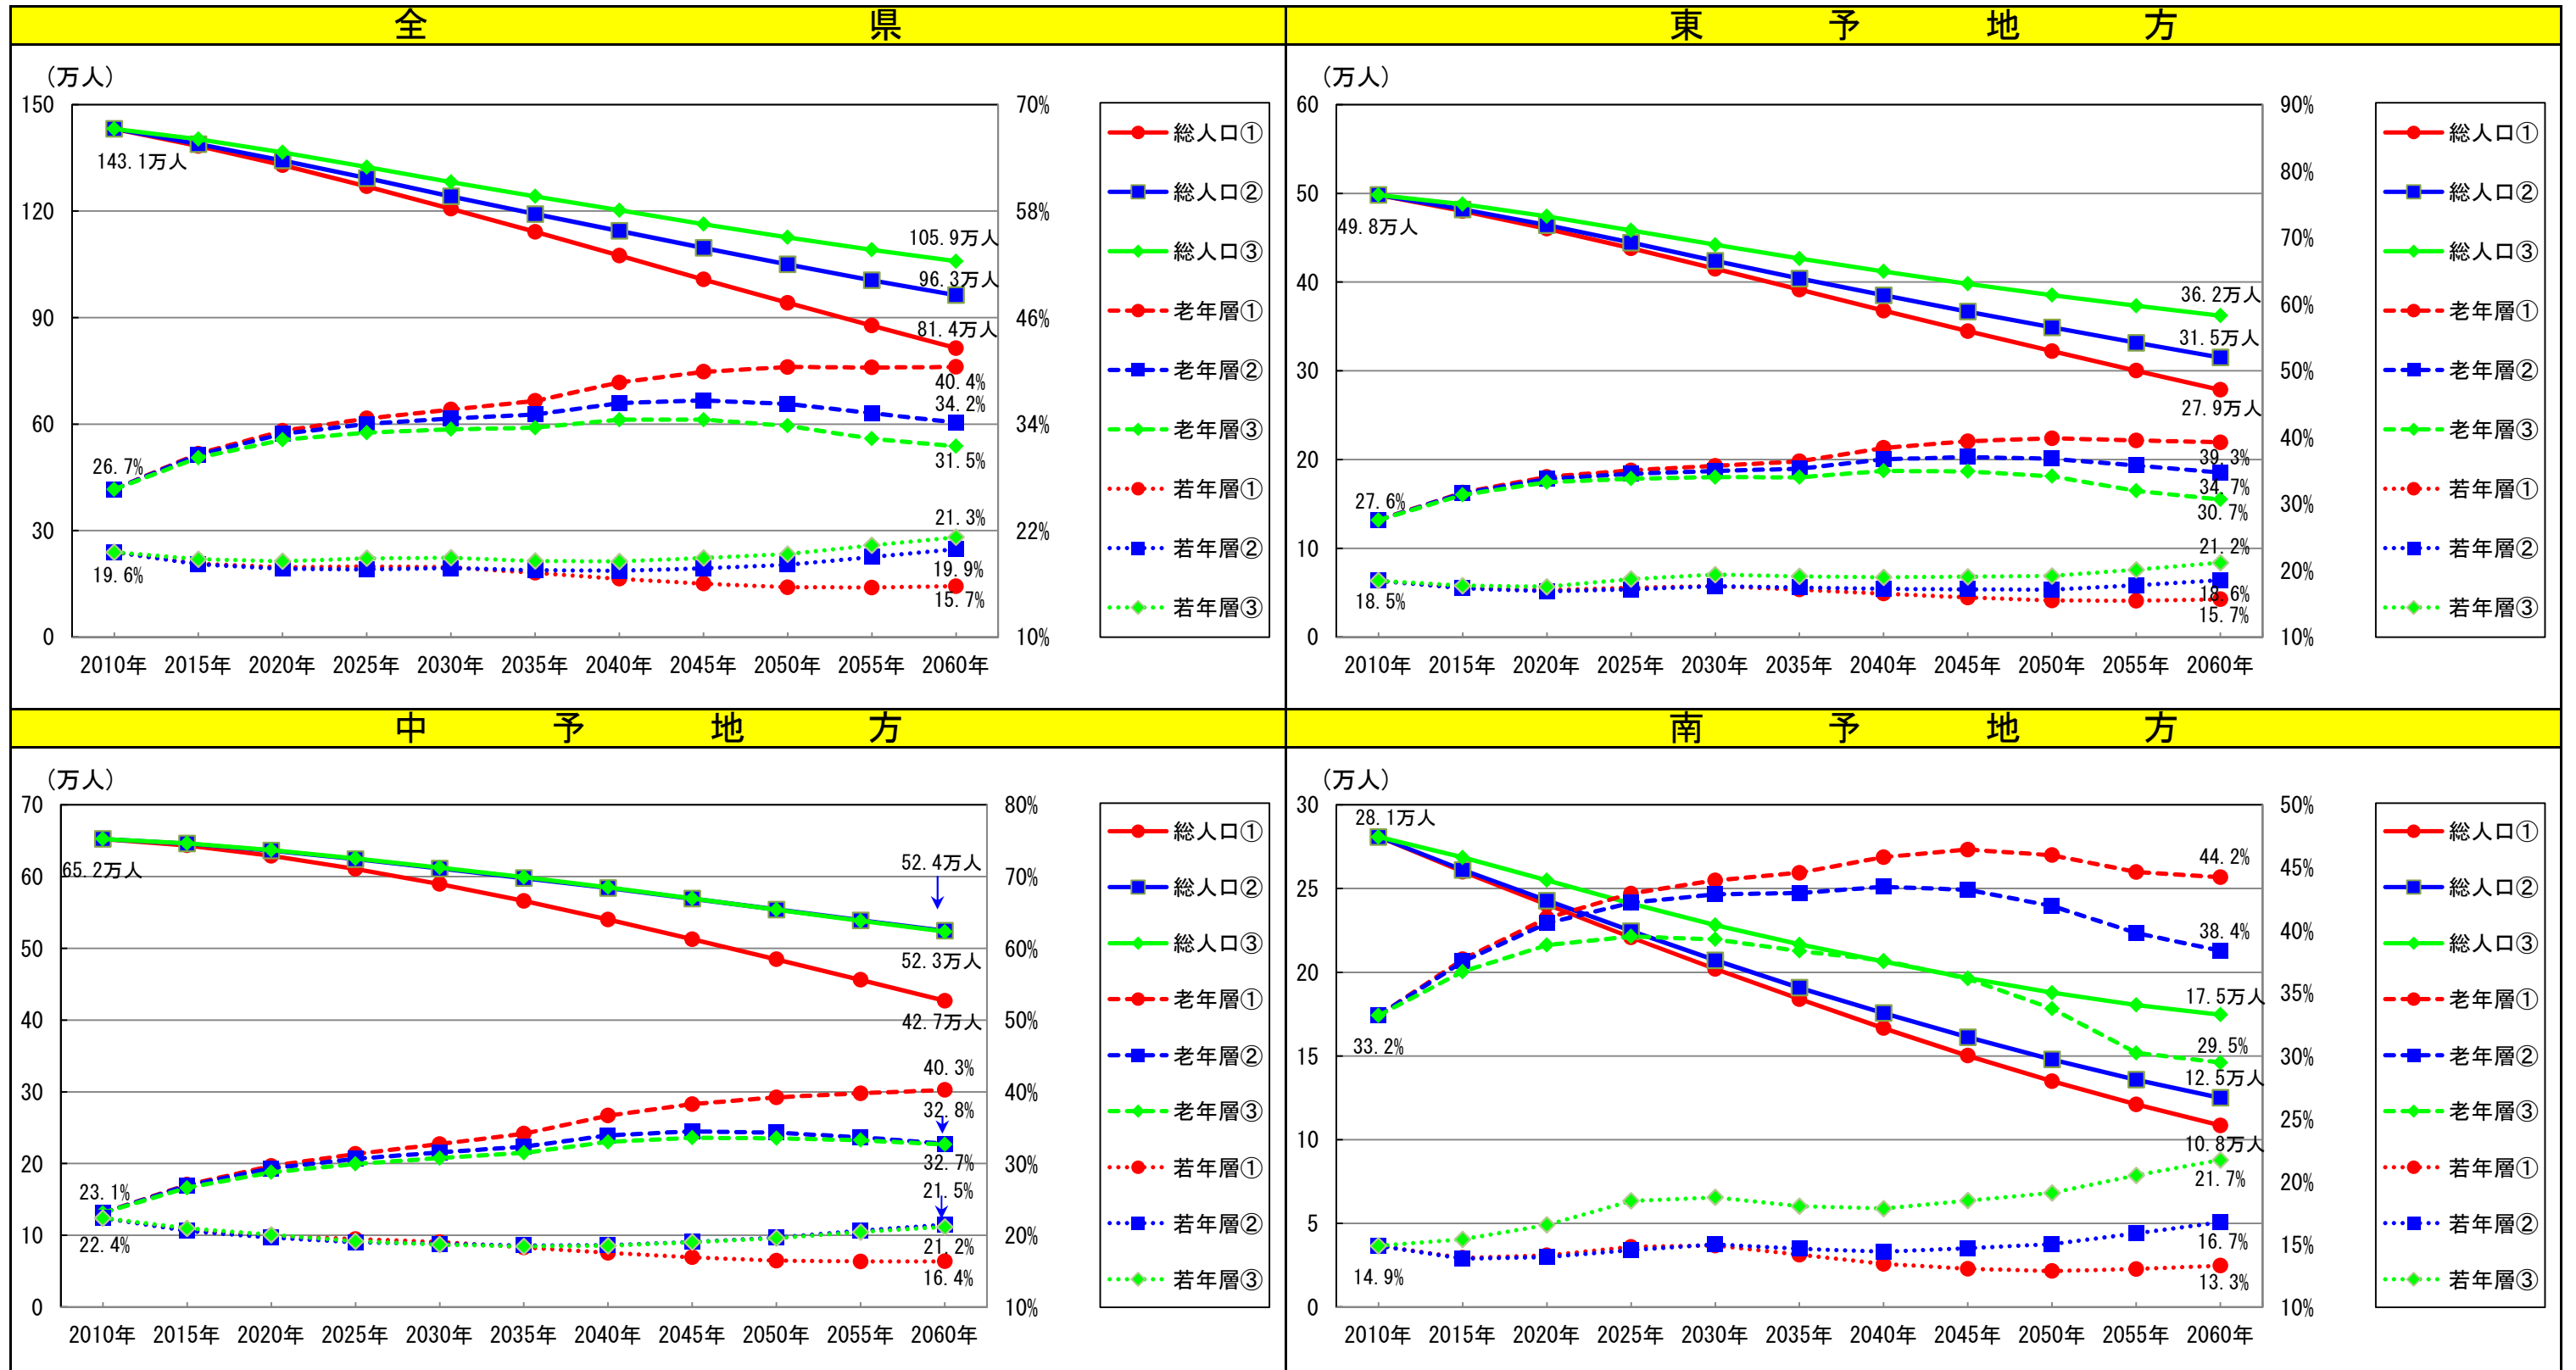 全県
(万人)
150
120
90
60
30
0
70%
58%
46%
34%
22%
10%
143.1万人
105.9万人
96.3万人
81.4万人
40.4%
34.2%
31.5%
26.7%
21.3%
19.9%
15.7%
19.6%
2010年 2015年 2020年 2025年 2030年 2035年 2040年 2045年 2050年 2055年 2060年
総人口①
総人口②
総人口③
老年層①
老年層②
老年層③
若年層①
若年層②
若年層③
東予地方
(万人)
60
50
40
30
20
10
0
90%
80%
70%
60%
50%
40%
30%
20%
10%
49.8万人
36.2万人
31.5万人
27.9万人
39.3%
34.7%
30.7%
27.6%
21.2%
18.6%
15.7%
18.5%
2010年 2015年 2020年 2025年 2030年 2035年 2040年 2045年 2050年 2055年 2060年
総人口①
総人口②
総人口③
老年層①
老年層②
老年層③
若年層①
若年層②
若年層③
中予地方
(万人)
70
60
50
40
30
20
10
0
80%
70%
60%
50%
40%
30%
20%
10%
65.2万人
52.4万人
52.3万人
42.7万人
40.3%
32.8%
32.7%
23.1%
21.5%
21.2%
16.4%
22.4%
2010年 2015年 2020年 2025年 2030年 2035年 2040年 2045年 2050年 2055年 2060年
総人口①
総人口②
総人口③
老年層①
老年層②
老年層③
若年層①
若年層②
若年層③
南予地方
(万人)
30
25
20
15
10
5
0
50%
45%
40%
35%
30%
25%
20%
15%
10%
28.1万人
44.2%
38.4%
17.5万人
33.2%
29.5%
12.5万人
10.8万人
21.7%
16.7%
14.9%
13.3%
2010年 2015年 2020年 2025年 2030年 2035年 2040年 2045年 2050年 2055年 2060年
総人口①
総人口②
総人口③
老年層①
老年層②
老年層③
若年層①
若年層②
若年層③